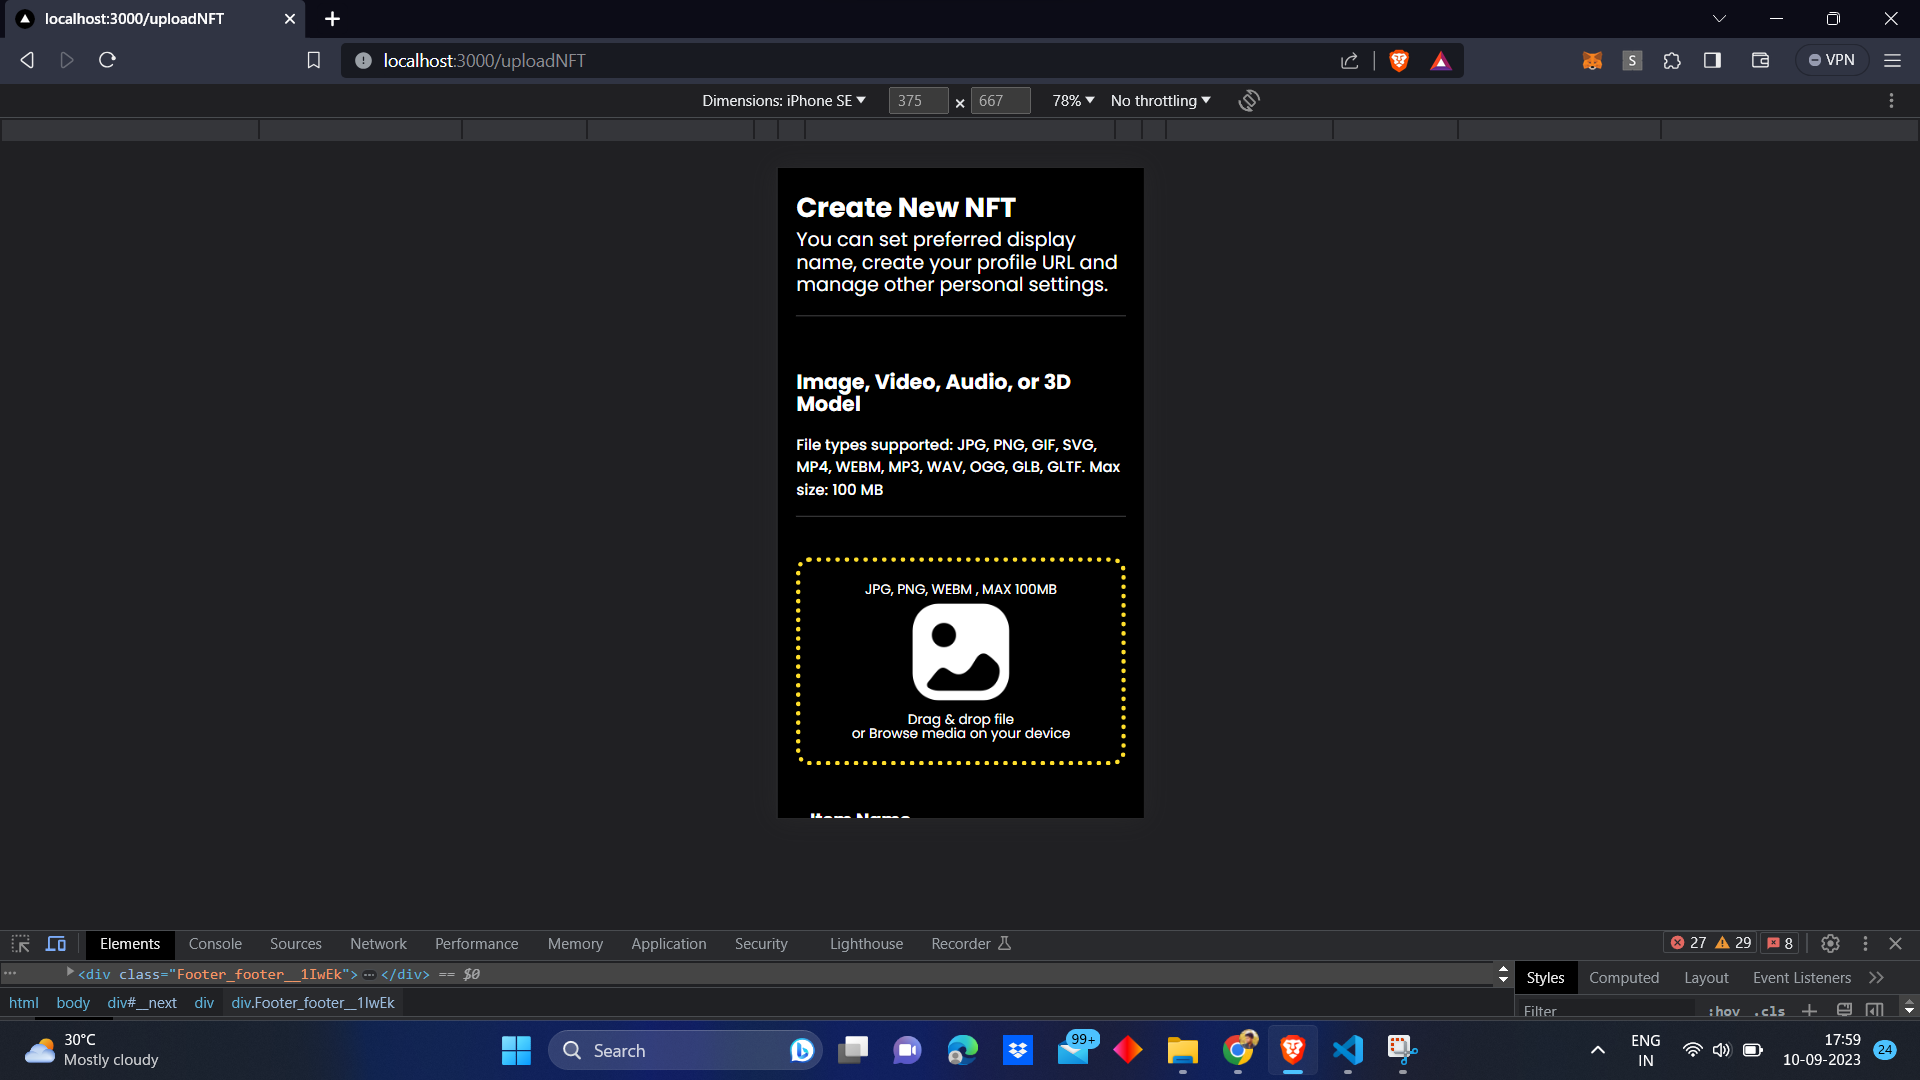 localhost:3000/uploadNFT
localhost:3000/uploadNFT
S
VPN
Dimensions: iPhone SE
375 × 667
78%
No throttling
Create New NFT
You can set preferred display
name, create your profile URL and
manage other personal settings.
Image, Video, Audio, or 3D
Model
File types supported: JPG, PNG, GIF, SVG,
MP4, WEBM, MP3, WAV, OGG, GLB, GLTF. Max
size: 100 MB
JPG, PNG, WEBM , MAX 100MB
Drag & drop file
or Browse media on your device
Item Name
Elements Console Sources Network Performance Memory Application Security Lighthouse Recorder
27 29 8
<div class="Footer_footer__1IwEk">…</div> == $0
Styles Computed Layout Event Listeners
html body div#__next div div.Footer_footer__1IwEk
Filter :hov .cls
30°C
Mostly cloudy
Search
99+
ENG
IN
17:59
10-09-2023
24